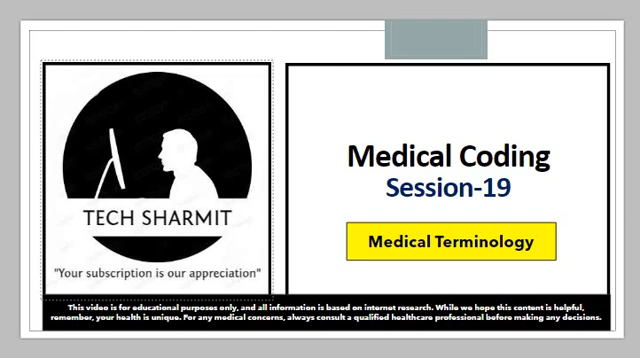 TECH SHARMIT
"Your subscription is our appreciation"
Medical Coding
Session-19
Medical Terminology
This video is for educational purposes only, and all information is based on internet research. While we hope this content is helpful,
remember, your health is unique. For any medical concerns, always consult a qualified healthcare professional before making any decisions.